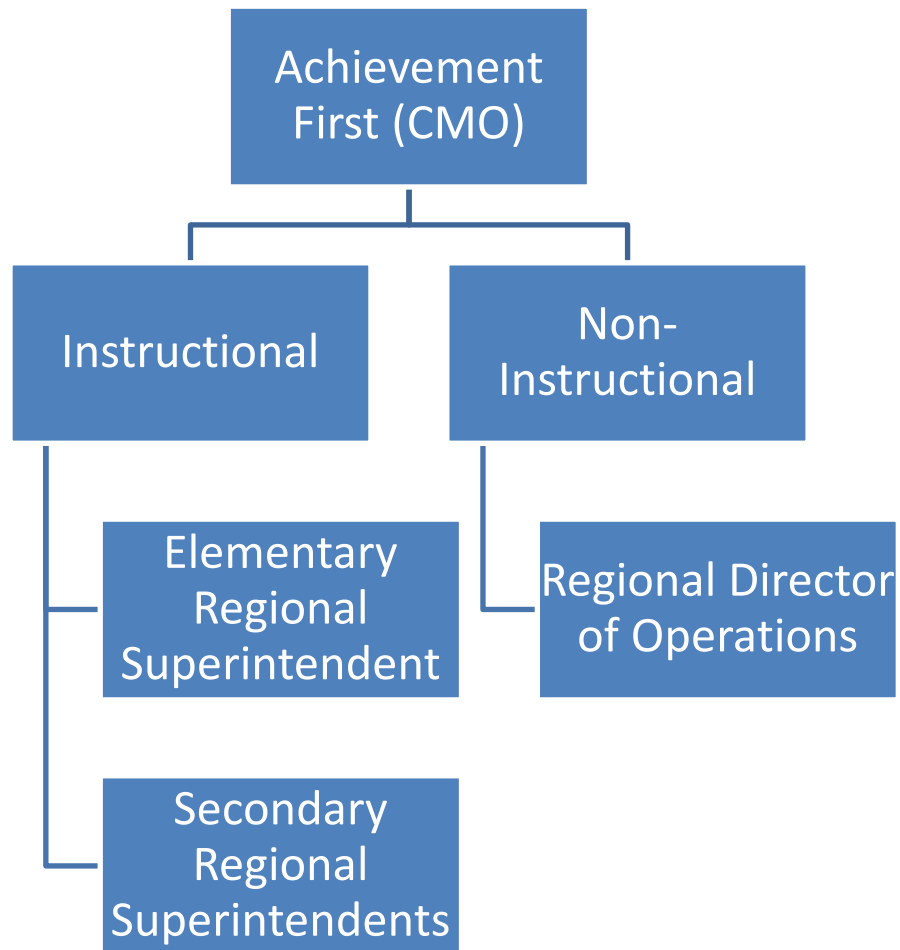 Achievement
First (CMO)
Instructional
Non-
Instructional
Elementary
Regional
Superintendent
Regional Director
of Operations
Secondary
Regional
Superintendents